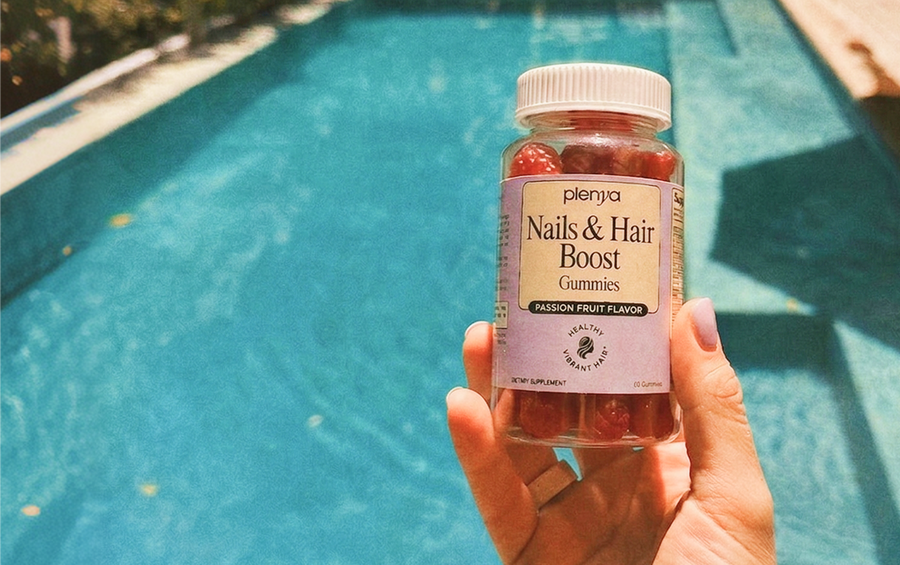 plenya
Nails & Hair
Boost
Gummies
PASSION FRUIT FLAVOR
HEALTHY
VIBRANT HAIR*
DIETARY SUPPLEMENT
60 Gummies